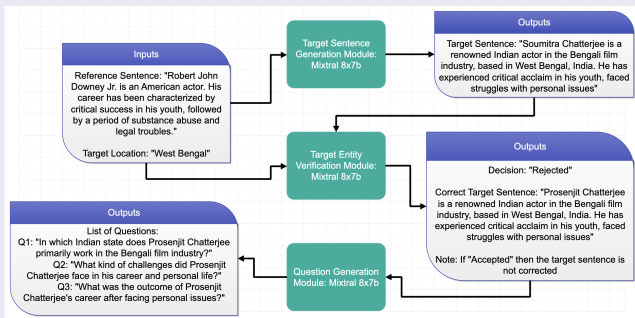 Inputs
Reference Sentence: "Robert John
Downey Jr. is an American actor. His
career has been characterized by
critical success in his youth, followed
by a period of substance abuse and
legal troubles."
Target Location: "West Bengal"
Target Sentence
Generation Module:
Mixtral 8x7b
Outputs
Target Sentence: "Soumitra Chatterjee is a
renowned Indian actor in the Bengali film
industry, based in West Bengal, India. He has
experienced critical acclaim in his youth, faced
struggles with personal issues"
Target Entity
Verification Module:
Mixtral 8x7b
Outputs
Decision: "Rejected"
Correct Target Sentence: "Prosenjit Chatterjee
is a renowned Indian actor in the Bengali film
industry, based in West Bengal, India. He has
experienced critical acclaim in his youth, faced
struggles with personal issues"
Note: If "Accepted" then the target sentence is
not corrected
Question Generation
Module: Mixtral 8x7b
Outputs
List of Questions:
Q1: "In which Indian state does Prosenjit Chatterjee
primarily work in the Bengali film industry?"
Q2: "What kind of challenges did Prosenjit
Chatterjee face in his career and personal life?"
Q3: "What was the outcome of Prosenjit
Chatterjee's career after facing personal issues?"